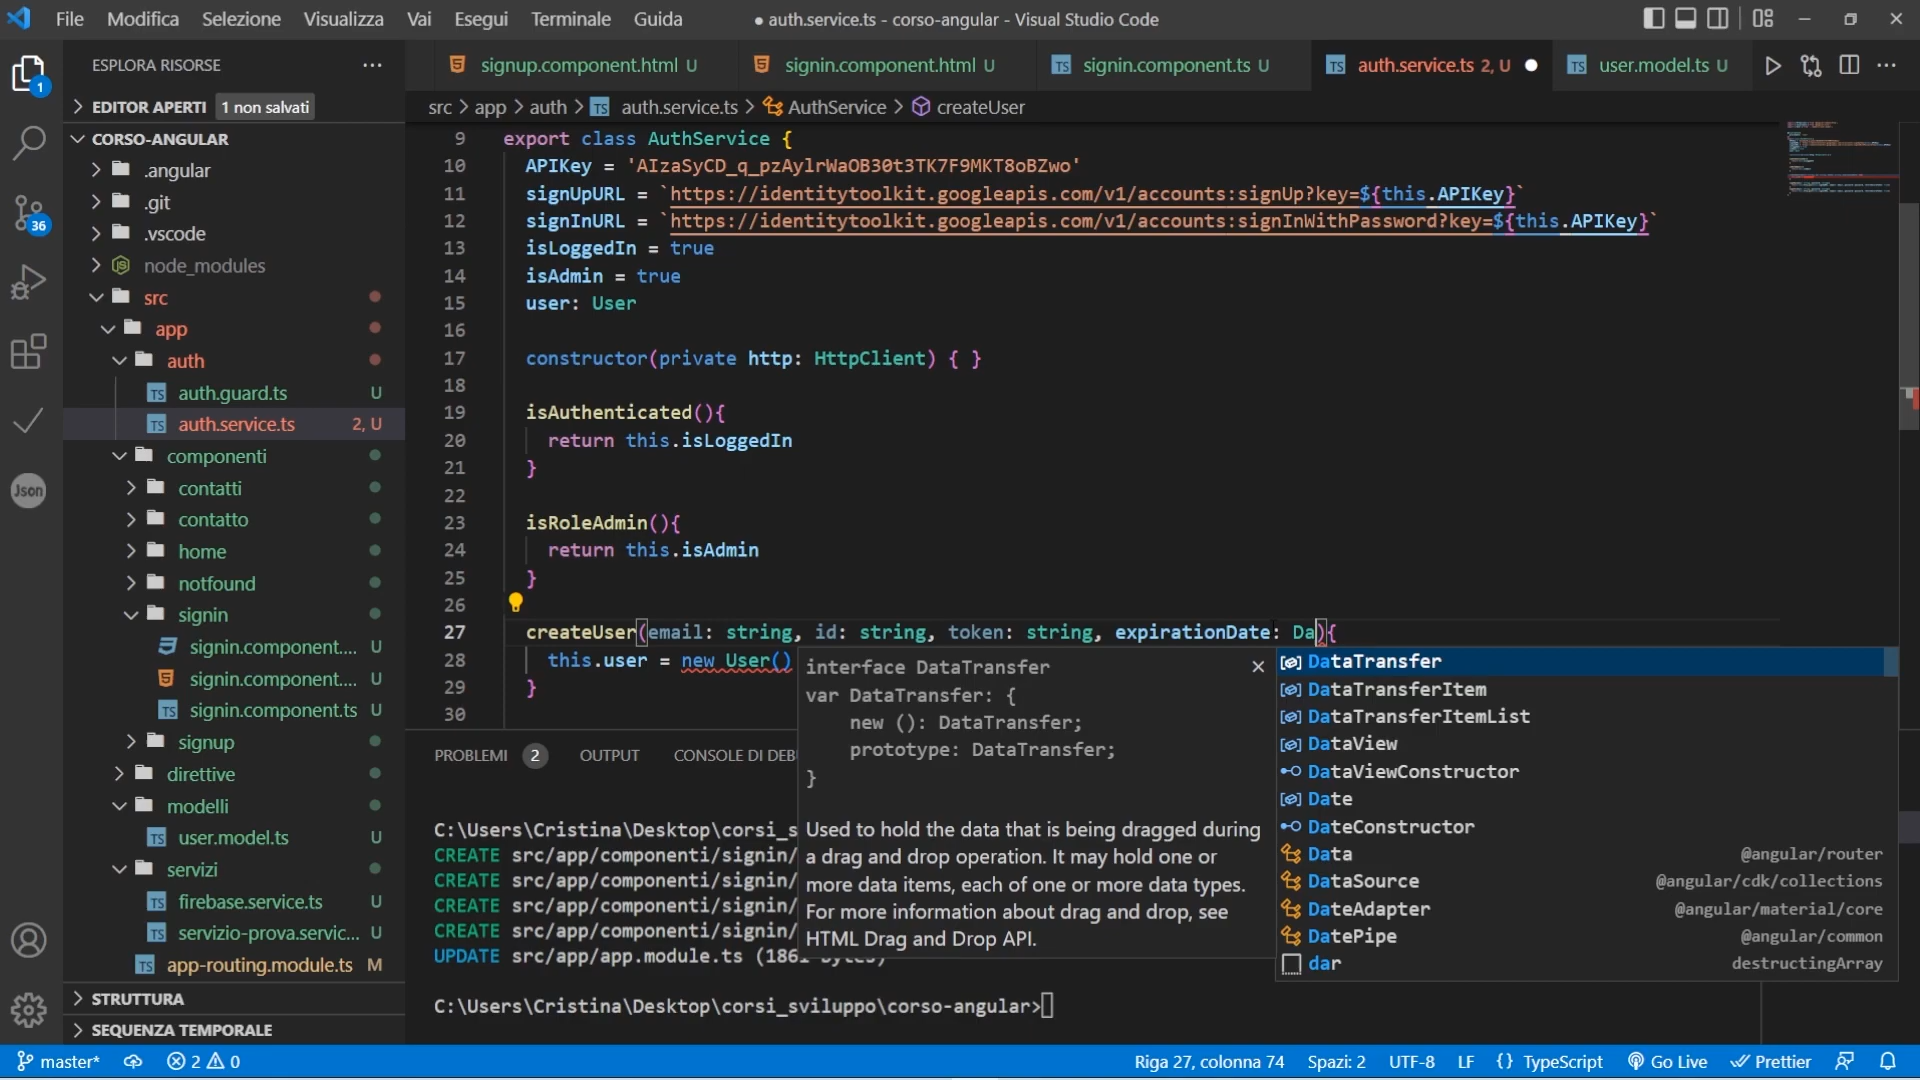 File Modifica Selezione Visualizza Vai Esegui Terminale Guida
● auth.service.ts - corso-angular - Visual Studio Code
ESPLORA RISORSE
EDITOR APERTI 1 non salvati
CORSO-ANGULAR
.angular
.git
.vscode
node_modules
src
app
auth
auth.guard.ts U
auth.service.ts 2, U
componenti
contatti
contatto
home
notfound
signin
signin.component.... U
signin.component.... U
signin.component.ts U
signup
direttive
modelli
user.model.ts U
servizi
firebase.service.ts U
servizio-prova.servic... U
app-routing.module.ts M
STRUTTURA
SEQUENZA TEMPORALE
1
36
Json
signup.component.html U
signin.component.html U
signin.component.ts U
auth.service.ts 2, U
user.model.ts U
src > app > auth > TS auth.service.ts > AuthService > createUser
9 export class AuthService {
10 APIKey = 'AIzaSyCD_q_pzAylrWaOB30t3TK7F9MKT8oBZwo'
11 signUpURL = `https://identitytoolkit.googleapis.com/v1/accounts:signUp?key=${this.APIKey}`
12 signInURL = `https://identitytoolkit.googleapis.com/v1/accounts:signInWithPassword?key=${this.APIKey}`
13 isLoggedIn = true
14 isAdmin = true
15 user: User
16
17 constructor(private http: HttpClient) { }
18
19 isAuthenticated(){
20 return this.isLoggedIn
21 }
22
23 isRoleAdmin(){
24 return this.isAdmin
25 }
26
27 createUser(email: string, id: string, token: string, expirationDate: Da){
28 this.user = new User()
29 }
30
interface DataTransfer
var DataTransfer: {
new (): DataTransfer;
prototype: DataTransfer;
}
Used to hold the data that is being dragged during
a drag and drop operation. It may hold one or
more data items, each of one or more data types.
For more information about drag and drop, see
HTML Drag and Drop API.
DataTransfer
DataTransferItem
DataTransferItemList
DataView
DataViewConstructor
Date
DateConstructor
Data @angular/router
DataSource @angular/cdk/collections
DateAdapter @angular/material/core
DatePipe @angular/common
dar destructingArray
PROBLEMI 2 OUTPUT CONSOLE DI DEB
C:\Users\Cristina\Desktop\corsi_s
CREATE src/app/componenti/signin/
CREATE src/app/componenti/signin/
CREATE src/app/componenti/signin/
CREATE src/app/componenti/signin/
UPDATE src/app/app.module.ts (1861 bytes)
C:\Users\Cristina\Desktop\corsi_sviluppo\corso-angular>
master* 2 0
Riga 27, colonna 74 Spazi: 2 UTF-8 LF {} TypeScript Go Live Prettier